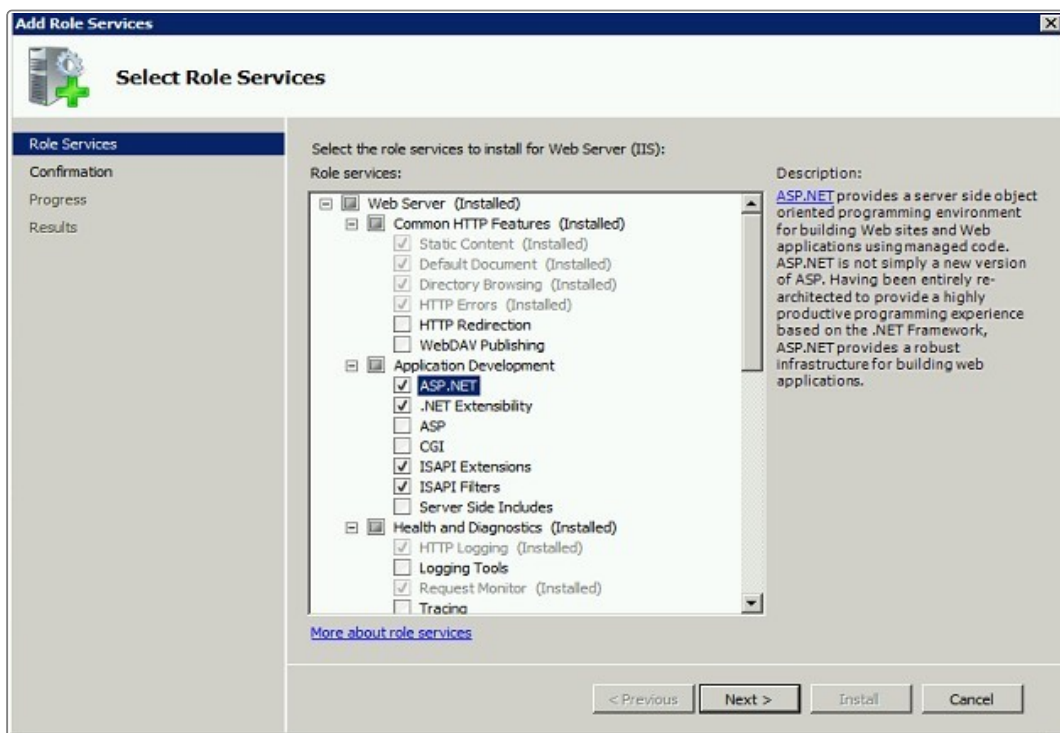 Add Role Services
Select Role Services
Role Services
Confirmation
Progress
Results
Select the role services to install for Web Server (IIS):
Role services:
Web Server (Installed)
Common HTTP Features (Installed)
Static Content (Installed)
Default Document (Installed)
Directory Browsing (Installed)
HTTP Errors (Installed)
HTTP Redirection
WebDAV Publishing
Application Development
ASP.NET
.NET Extensibility
ASP
CGI
ISAPI Extensions
ISAPI Filters
Server Side Includes
Health and Diagnostics (Installed)
HTTP Logging (Installed)
Logging Tools
Request Monitor (Installed)
Tracing
More about role services
Description:
ASP.NET provides a server side object
oriented programming environment
for building Web sites and Web
applications using managed code.
ASP.NET is not simply a new version
of ASP. Having been entirely re-
architected to provide a highly
productive programming experience
based on the .NET Framework,
ASP.NET provides a robust
infrastructure for building web
applications.
< Previous
Next >
Install
Cancel